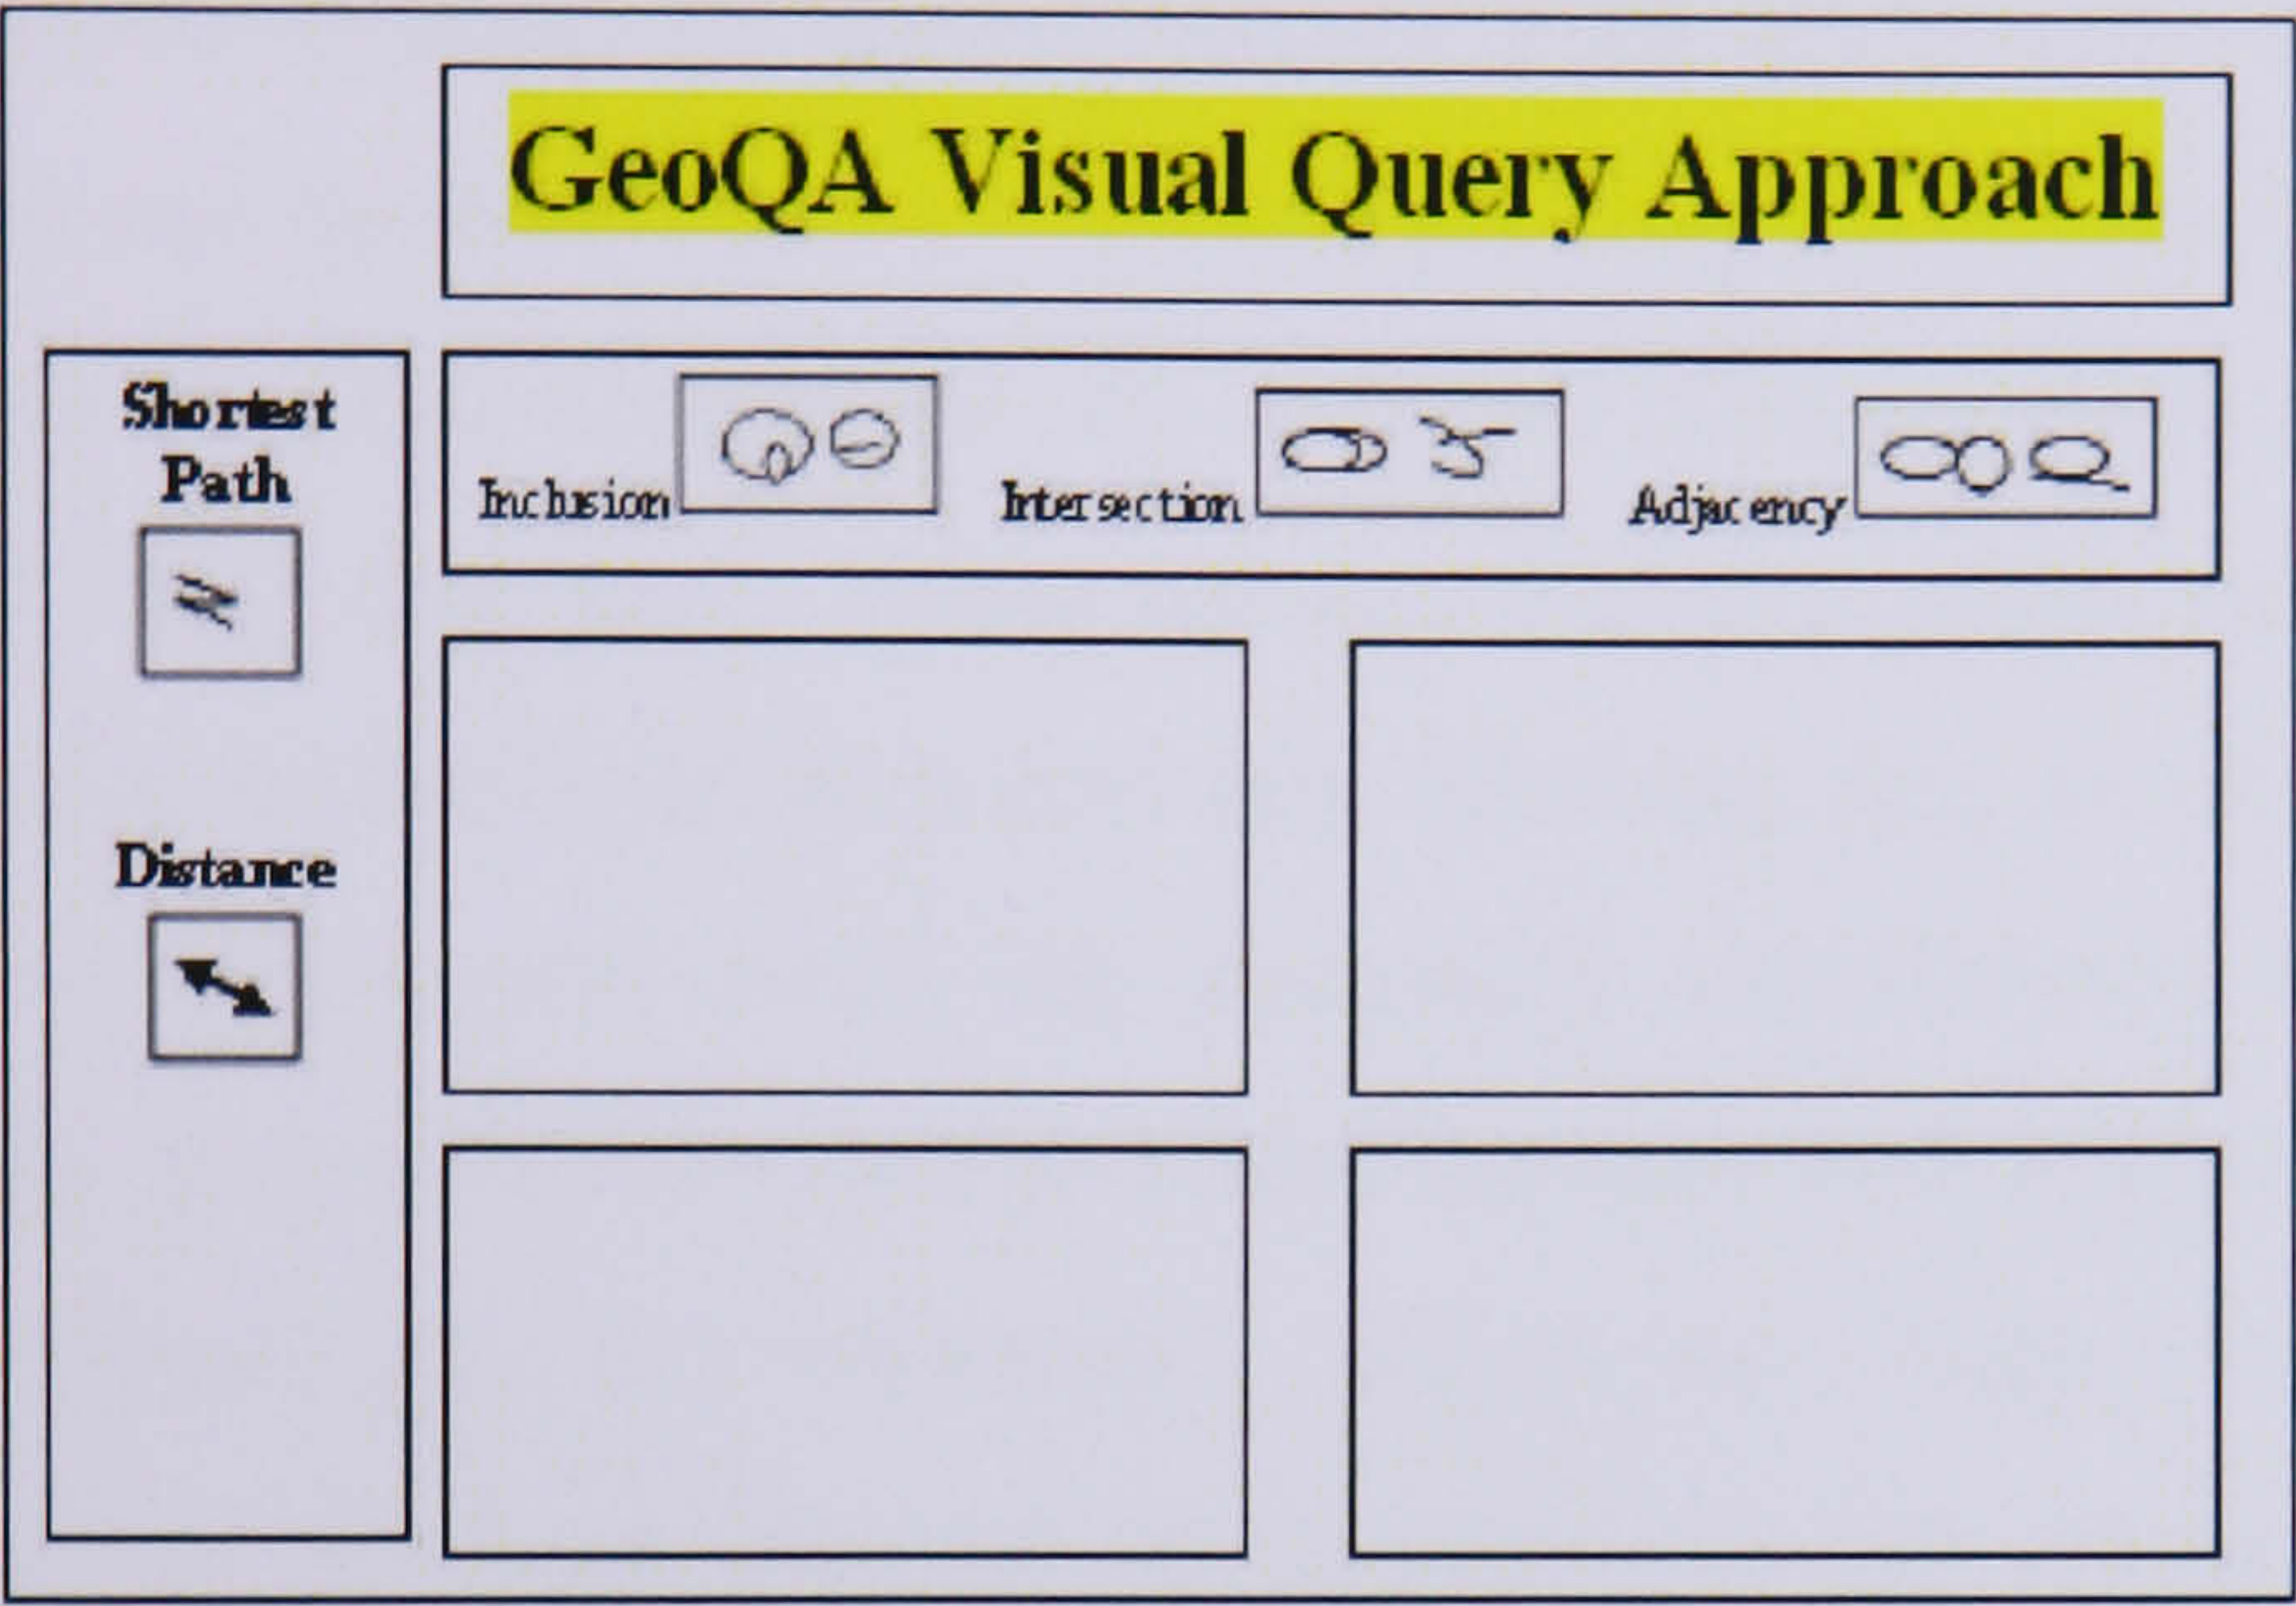 GeoQA Visual Query Approach
Shortest
Path
Inclusion
Intersection
Adjacency
Distance